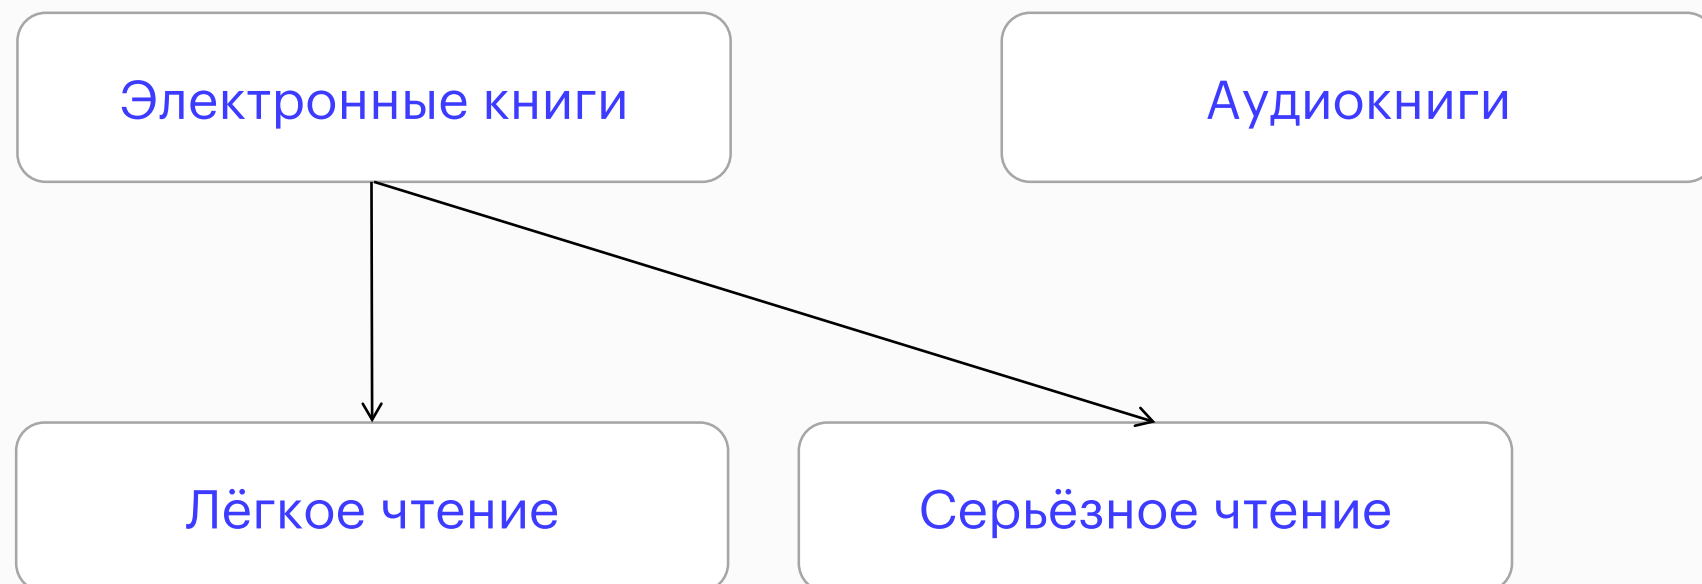 Электронные книги
Аудиокниги
Лёгкое чтение
Серьёзное чтение